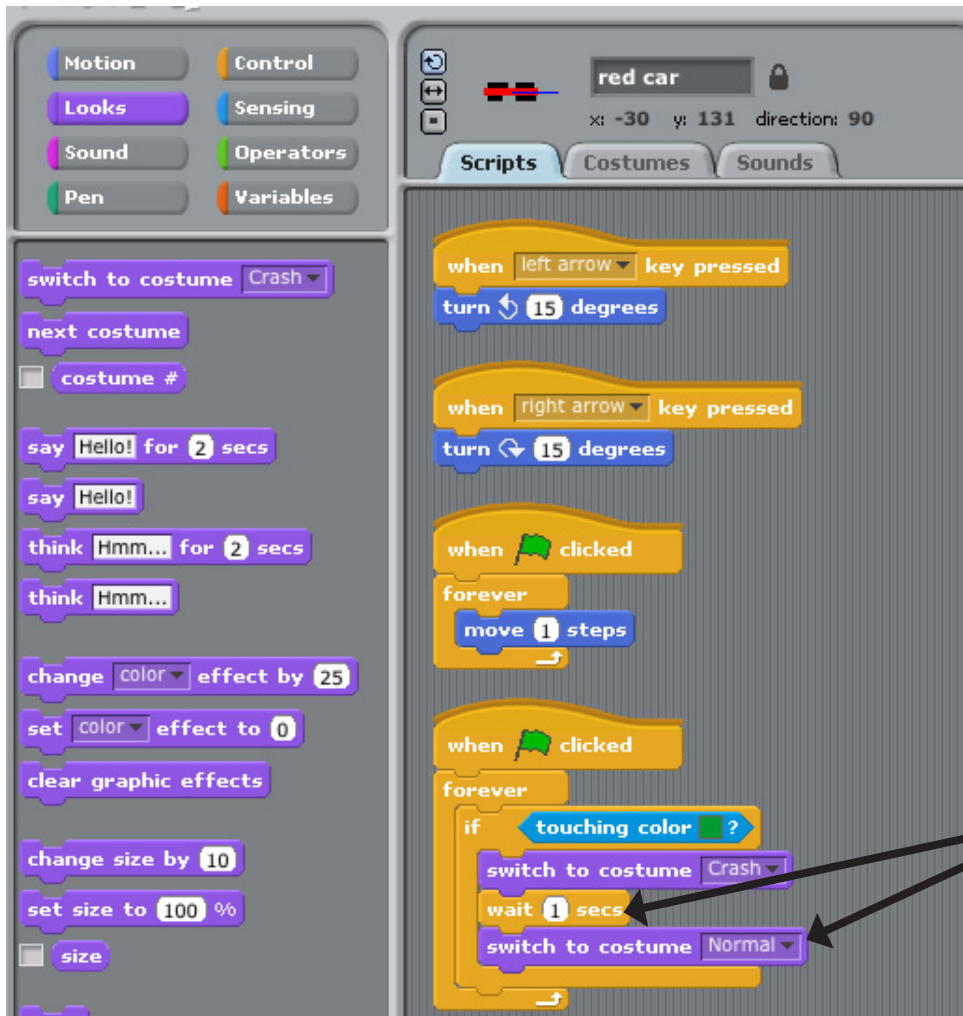 Motion Control
Looks Sensing
Sound Operators
Pen Variables
switch to costume Crash
next costume
costume #
say Hello! for 2 secs
say Hello!
think Hmm... for 2 secs
think Hmm...
change color effect by 25
set color effect to 0
clear graphic effects
change size by 10
set size to 100 %
size
red car
x: -30 y: 131 direction: 90
Scripts Costumes Sounds
when left arrow key pressed
turn 15 degrees
when right arrow key pressed
turn 15 degrees
when clicked
forever
move 1 steps
when clicked
forever
if touching color ?
switch to costume Crash
wait 1 secs
switch to costume Normal